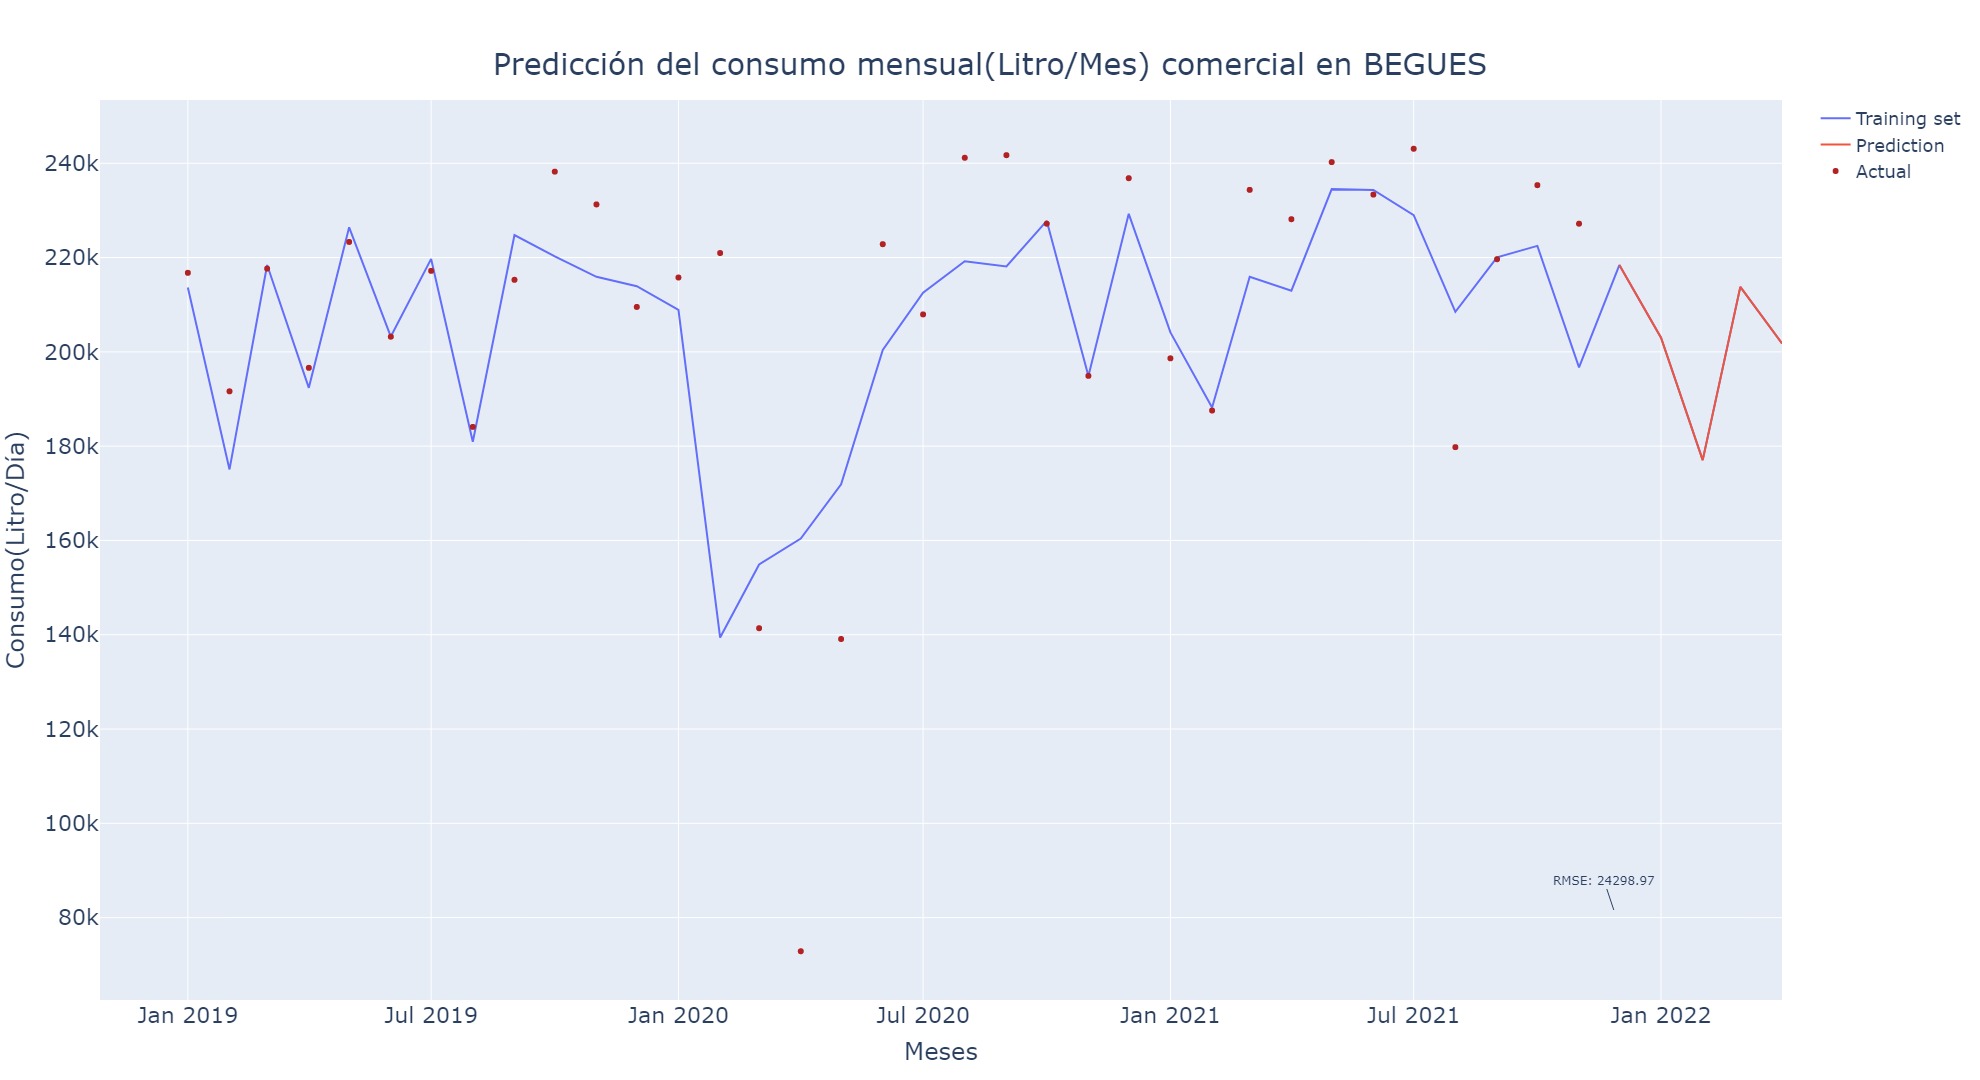 Predicción del consumo mensual(Litro/Mes) comercial en BEGUES
Training set
Prediction
Actual
240k
220k
200k
180k
160k
140k
120k
100k
80k
Consumo(Litro/Día)
RMSE: 24298.97
Jan 2019
Jul 2019
Jan 2020
Jul 2020
Jan 2021
Jul 2021
Jan 2022
Meses